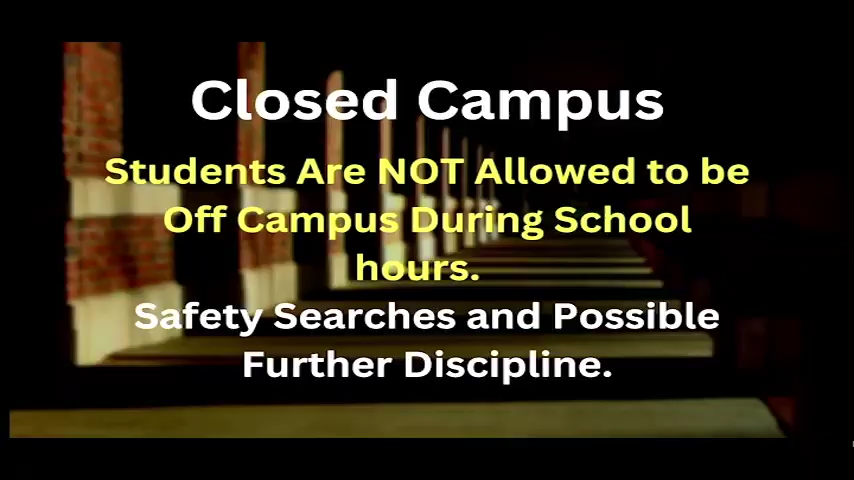 Closed Campus
Students Are NOT Allowed to be
Off Campus During School
hours.
Safety Searches and Possible
Further Discipline.